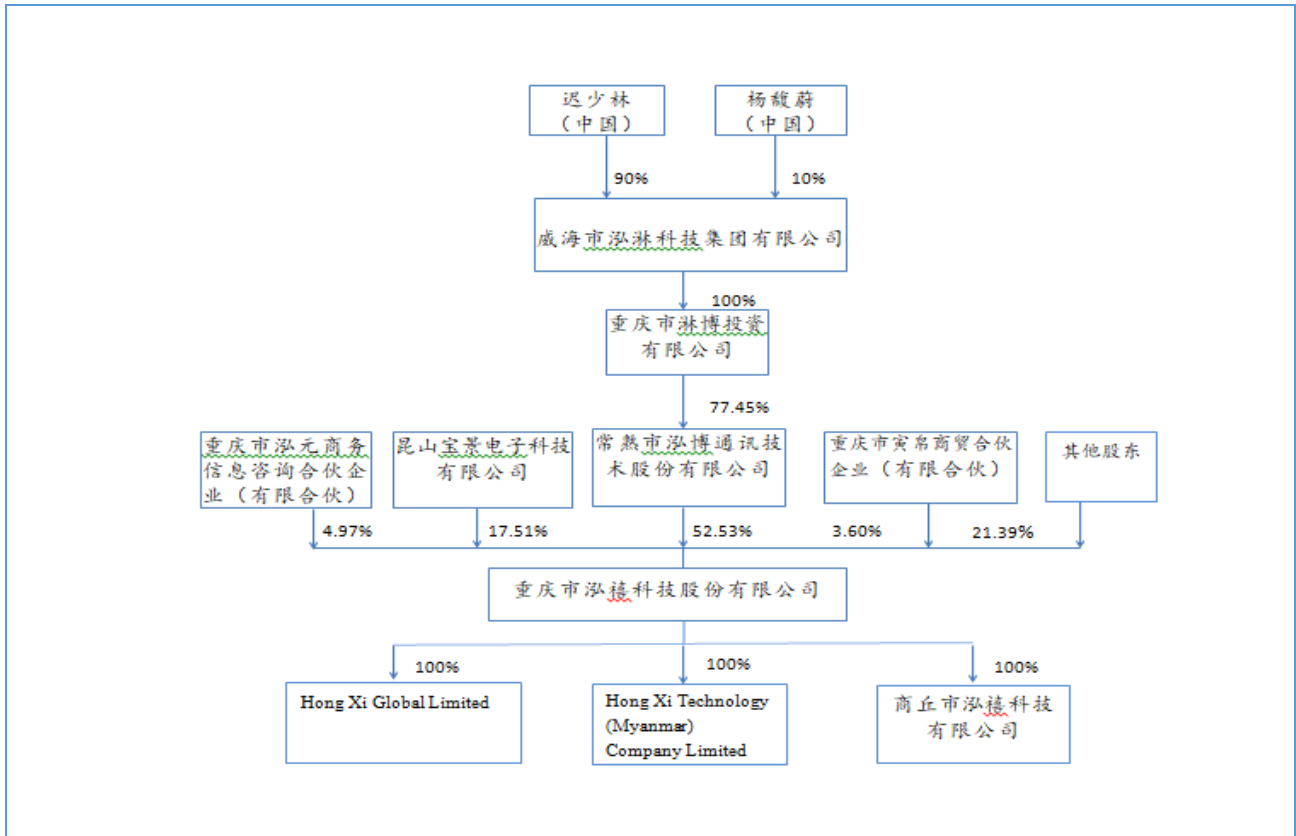 迟少林
（中国）
杨馥蔚
（中国）
90%
10%
威海市泓淋科技集团有限公司
100%
重庆市淋博投资
有限公司
77.45%
重庆市泓元商务
信息咨询合伙企
业（有限合伙）
昆山宝景电子科技
有限公司
常熟市泓博通讯技
术股份有限公司
重庆市寅帛商贸合伙
企业（有限合伙）
其他股东
4.97%
17.51%
52.53%
3.60%
21.39%
重庆市泓禧科技股份有限公司
100%
100%
100%
Hong Xi Global Limited
Hong Xi Technology
(Myanmar)
Company Limited
商丘市泓禧科技
有限公司